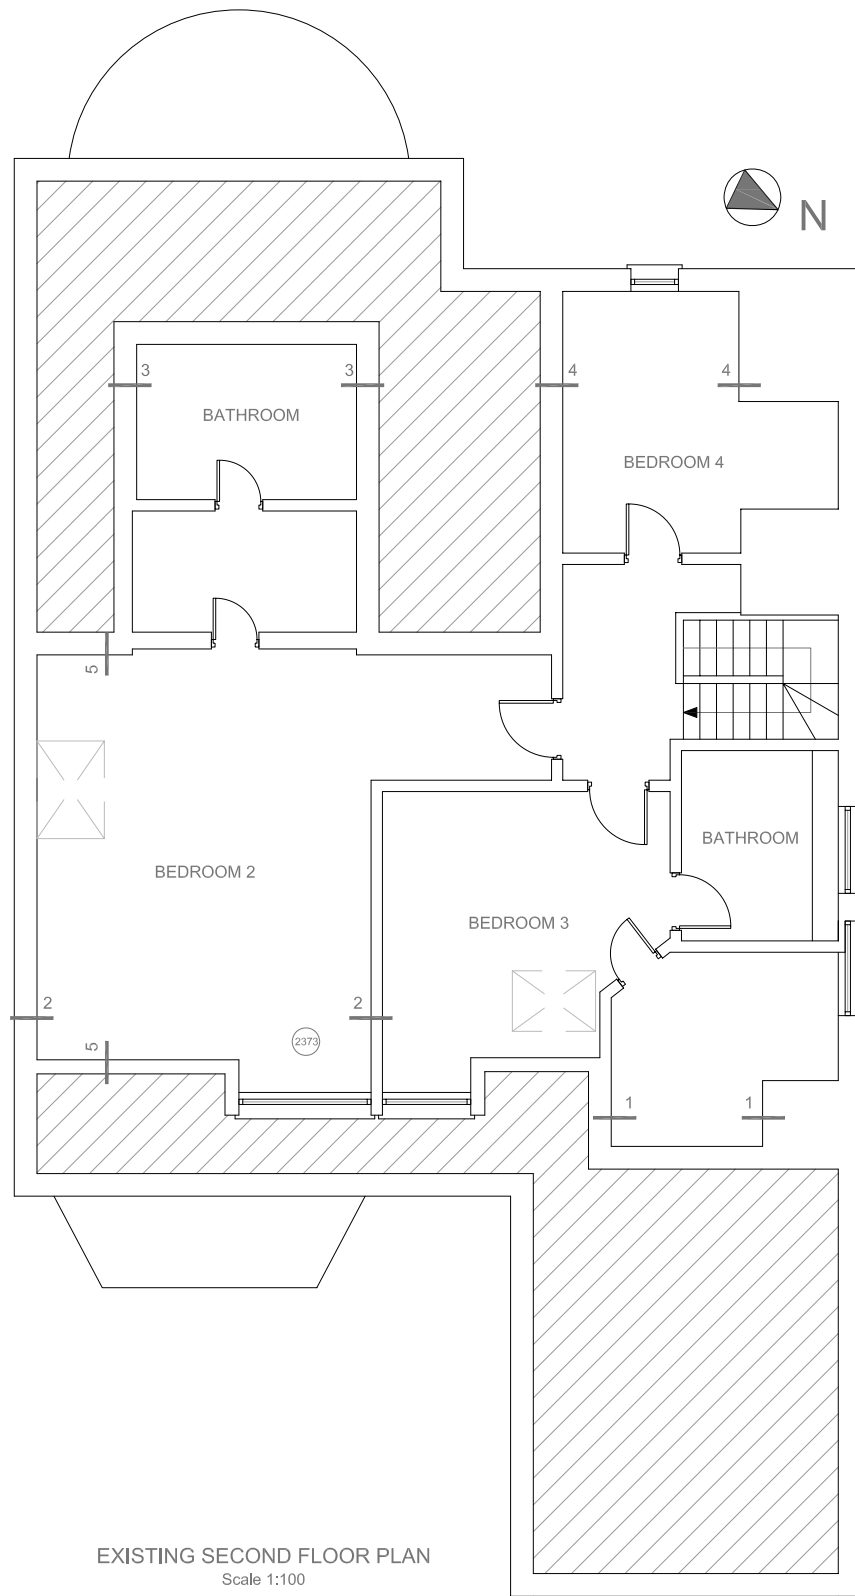 N
3 3
4 4
BATHROOM
BEDROOM 4
5
BATHROOM
BEDROOM 2
BEDROOM 3
2 2
5
2373
1 1
EXISTING SECOND FLOOR PLAN
Scale 1:100